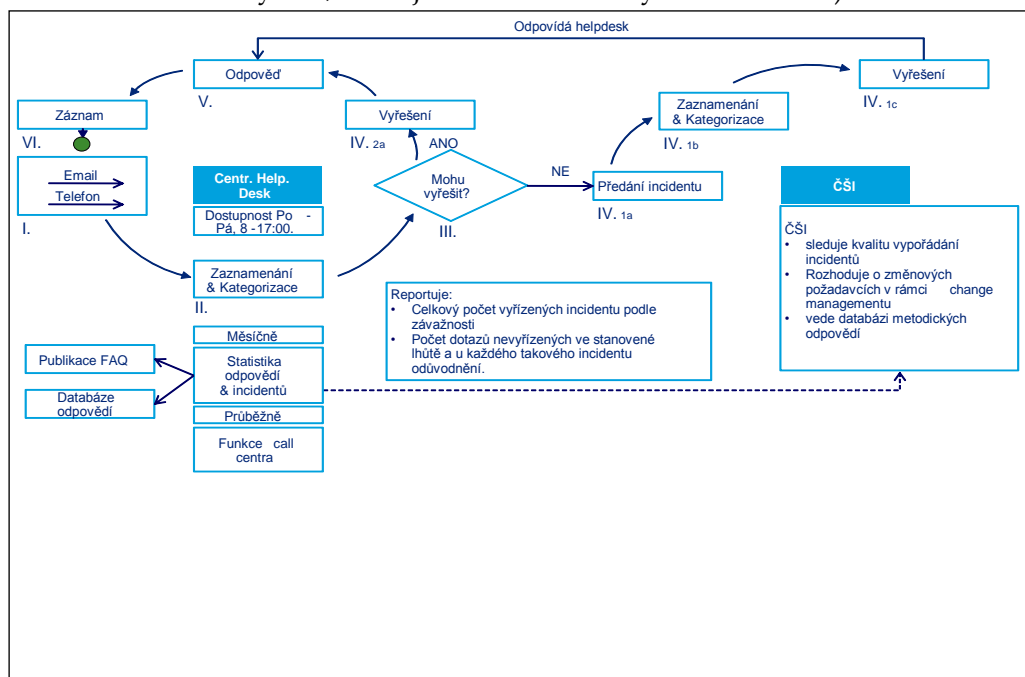 Odpovídá helpdesk
Odpověď
V.
Vyřešení
IV. 1c
Záznam
VI.
Vyřešení
IV. 2a
Zaznamenání
& Kategorizace
IV. 1b
ANO
Email
Telefon
I.
Centr. Help.
Desk
Dostupnost Po -
Pá, 8 -17:00.
Mohu
vyřešit?
III.
NE
Předání incidentu
IV. 1a
ČŠI
Zaznamenání
& Kategorizace
II.
ČŠI
• sleduje kvalitu vypořádání
incidentů
• Rozhoduje o změnových
požadavcích v rámci change
managementu
• vede databázi metodických
odpovědí
Reportuje:
• Celkový počet vyřízených incidentu podle
závažnosti
• Počet dotazů nevyřízených ve stanovené
lhůtě a u každého takového incidentu
odůvodnění.
Měsíčně
Publikace FAQ
Statistika
odpovědí
& incidentů
Databáze
odpovědí
Průběžně
Funkce call
centra